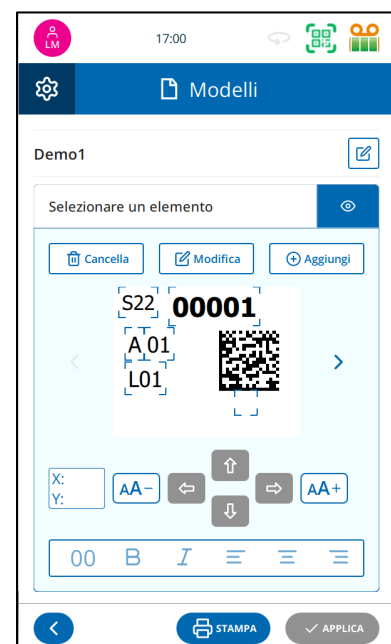 LM 17:00
Modelli
Demo1
Selezionare un elemento
Cancella Modifica Aggiungi
S22 00001
A 01
L01
X:
Y:
AA- AA+
00 B I
STAMPA APPLICA